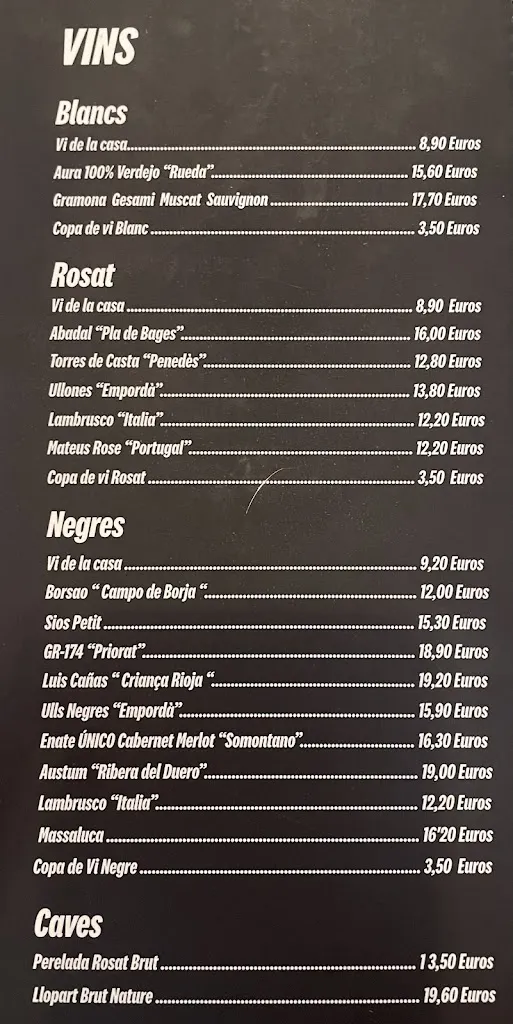 VINS
Blancs
Vi de la casa........ 8,90 Euros
Aura 100% Verdejo “Rueda”........ 15,60 Euros
Gramona Gesami Muscat Sauvignon........ 17,70 Euros
Copa de vi Blanc........ 3,50 Euros
Rosat
Vi de la casa........ 8,90 Euros
Abadal “Pla de Bages”........ 16,00 Euros
Torres de Casta “Penedès”........ 12,80 Euros
Ullones “Empordà”........ 13,80 Euros
Lambrusco “Italia”........ 12,20 Euros
Mateus Rose “Portugal”........ 12,20 Euros
Copa de vi Rosat........ 3,50 Euros
Negres
Vi de la casa........ 9,20 Euros
Borsao “ Campo de Borja “........ 12,00 Euros
Sios Petit........ 15,30 Euros
GR-174 “Priorat”........ 18,90 Euros
Luis Cañas “ Criança Rioja “........ 19,20 Euros
Ulls Negres “Empordà”........ 15,90 Euros
Enate ÚNICO Cabernet Merlot “Somontano”........ 16,30 Euros
Austum “Ribera del Duero”........ 19,00 Euros
Lambrusco “Italia”........ 12,20 Euros
Massaluca........ 16'20 Euros
Copa de Vi Negre........ 3,50 Euros
Caves
Perelada Rosat Brut........ 1 3,50 Euros
Llopart Brut Nature........ 19,60 Euros